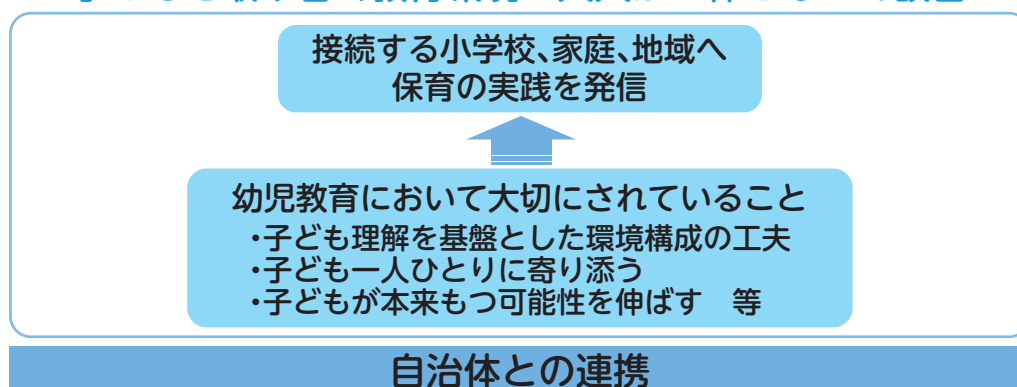 接続する小学校、家庭、地域へ
保育の実践を発信
幼児教育において大切にされていること
・子ども理解を基盤とした環境構成の工夫
・子ども一人ひとりに寄り添う
・子どもが本来もつ可能性を伸ばす　等
自治体との連携